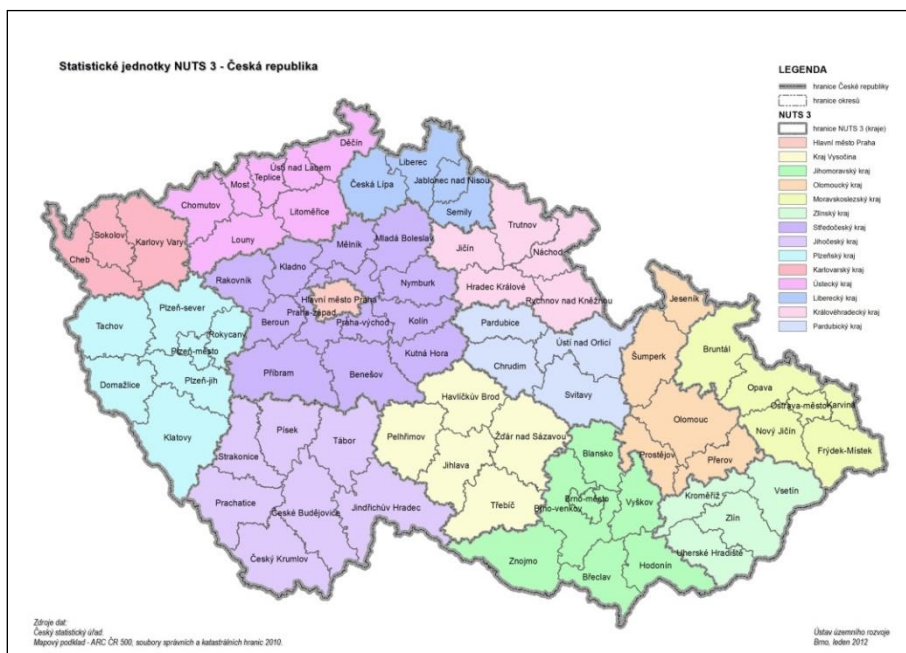 Statistické jednotky NUTS 3 - Česká republika
LEGENDA
hranice České republiky
hranice okresů
NUTS 3
hranice NUTS 3 (kraje)
Hlavní město Praha
Kraj Vysočina
Jihomoravský kraj
Olomoucký kraj
Moravskoslezský kraj
Zlínský kraj
Středočeský kraj
Jihočeský kraj
Plzeňský kraj
Karlovarský kraj
Ústecký kraj
Liberecký kraj
Královéhradecký kraj
Pardubický kraj
Děčín
Ústí nad Labem
Teplice
Most
Chomutov
Litoměřice
Louny
Liberec
Česká Lípa
Jablonec nad Nisou
Semily
Trutnov
Jičín
Náchod
Hradec Králové
Rychnov nad Kněžnou
Sokolov
Karlovy Vary
Cheb
Mělník
Mladá Boleslav
Kladno
Rakovník
Nymburk
Hlavní město Praha
Praha-západ
Praha-východ
Beroun
Kolín
Kutná Hora
Příbram
Benešov
Plzeň-sever
Tachov
Rokycany
Plzeň-město
Plzeň-jih
Domažlice
Klatovy
Pardubice
Ústí nad Orlicí
Chrudim
Svitavy
Jeseník
Šumperk
Olomouc
Prostějov
Přerov
Bruntál
Opava
Ostrava-město
Karviná
Nový Jičín
Frýdek-Místek
Havlíčkův Brod
Pelhřimov
Žďár nad Sázavou
Jihlava
Třebíč
Písek
Tábor
Strakonice
Prachatice
České Budějovice
Jindřichův Hradec
Český Krumlov
Blansko
Brno-město
Brno-venkov
Vyškov
Znojmo
Břeclav
Hodonín
Kroměříž
Vsetín
Zlín
Uherské Hradiště
Zdroje dat:
Český statistický úřad.
Mapový podklad - ARC ČR 500, soubory správních a katastrálních hranic 2010.
Ústav územního rozvoje
Brno, leden 2012